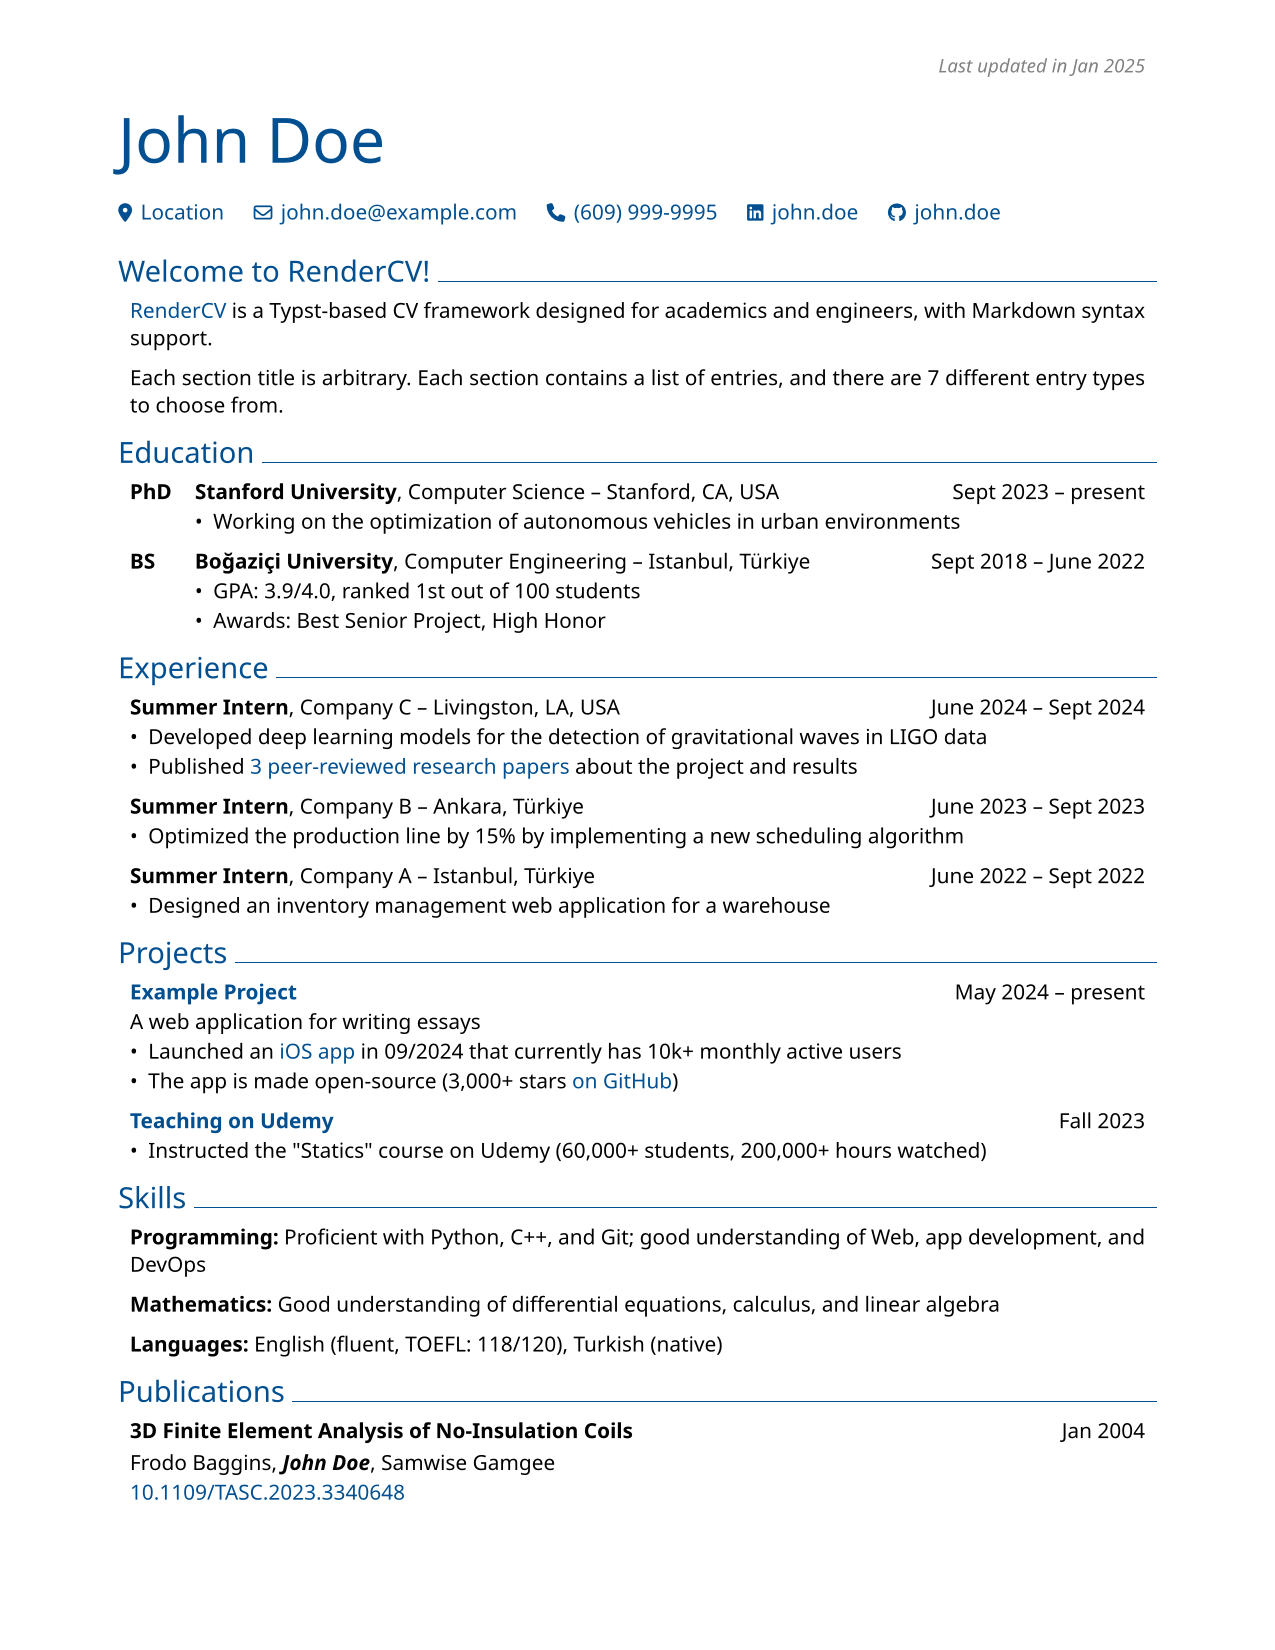 Last updated in Jan 2025
John Doe
Location john.doe@example.com (609) 999-9995 john.doe john.doe
Welcome to RenderCV!
RenderCV is a Typst-based CV framework designed for academics and engineers, with Markdown syntax
support.
Each section title is arbitrary. Each section contains a list of entries, and there are 7 different entry types
to choose from.
Education
PhD Stanford University, Computer Science – Stanford, CA, USA Sept 2023 – present
• Working on the optimization of autonomous vehicles in urban environments
BS Boğaziçi University, Computer Engineering – Istanbul, Türkiye Sept 2018 – June 2022
• GPA: 3.9/4.0, ranked 1st out of 100 students
• Awards: Best Senior Project, High Honor
Experience
Summer Intern, Company C – Livingston, LA, USA June 2024 – Sept 2024
• Developed deep learning models for the detection of gravitational waves in LIGO data
• Published 3 peer-reviewed research papers about the project and results
Summer Intern, Company B – Ankara, Türkiye June 2023 – Sept 2023
• Optimized the production line by 15% by implementing a new scheduling algorithm
Summer Intern, Company A – Istanbul, Türkiye June 2022 – Sept 2022
• Designed an inventory management web application for a warehouse
Projects
Example Project May 2024 – present
A web application for writing essays
• Launched an iOS app in 09/2024 that currently has 10k+ monthly active users
• The app is made open-source (3,000+ stars on GitHub)
Teaching on Udemy Fall 2023
• Instructed the "Statics" course on Udemy (60,000+ students, 200,000+ hours watched)
Skills
Programming: Proficient with Python, C++, and Git; good understanding of Web, app development, and
DevOps
Mathematics: Good understanding of differential equations, calculus, and linear algebra
Languages: English (fluent, TOEFL: 118/120), Turkish (native)
Publications
3D Finite Element Analysis of No-Insulation Coils Jan 2004
Frodo Baggins, John Doe, Samwise Gamgee
10.1109/TASC.2023.3340648